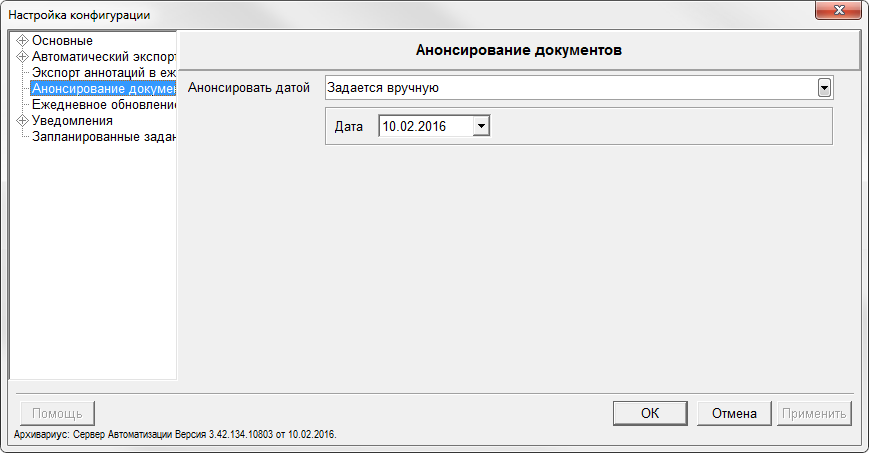 Настройка конфигурации
Основные
Автоматический экспорт
Экспорт аннотаций в еж
Анонсирование докумен
Ежедневное обновление
Уведомления
Запланированные задан
Анонсирование документов
Анонсировать датой Задается вручную
Дата 10.02.2016
Помощь OK Отмена Применить
Архивариус: Сервер Автоматизации Версия 3.42.134.10803 от 10.02.2016.